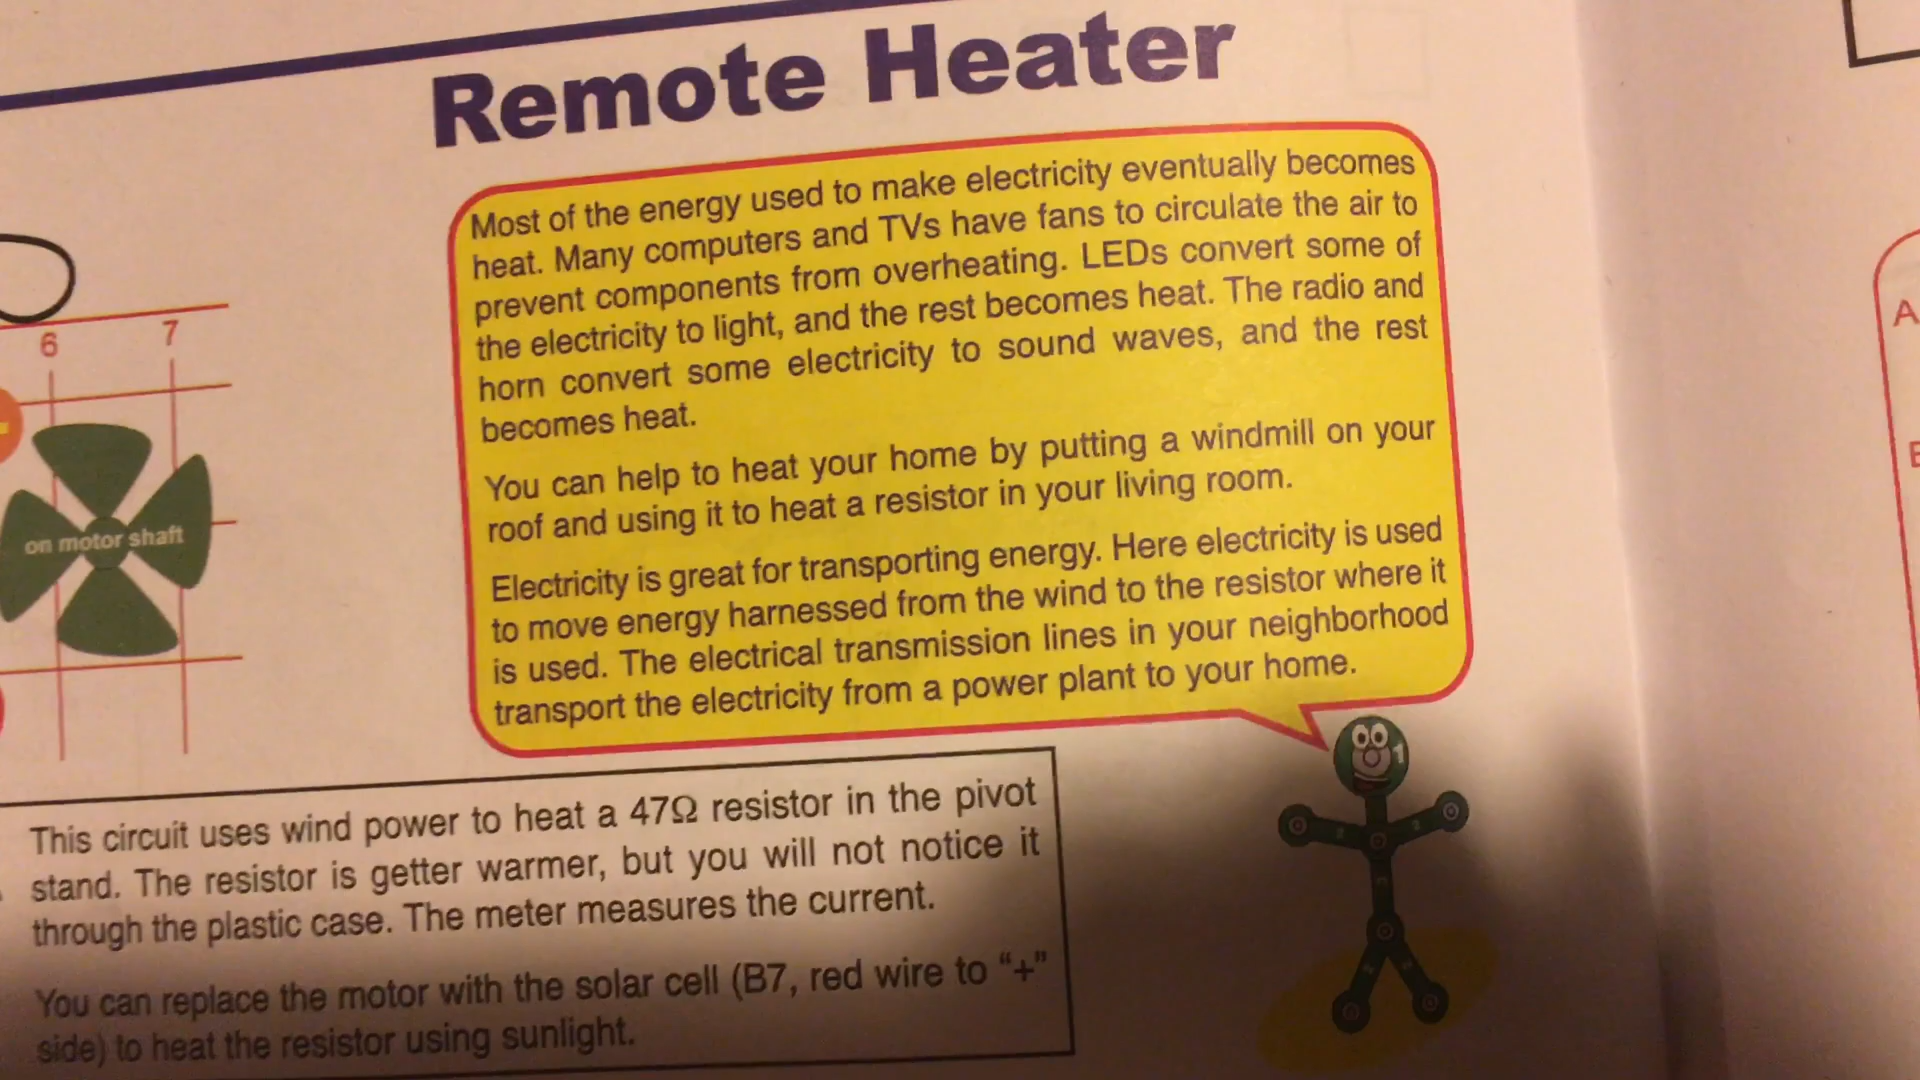 Remote Heater
Most of the energy used to make electricity eventually becomes
heat. Many computers and TVs have fans to circulate the air to
prevent components from overheating. LEDs convert some of
the electricity to light, and the rest becomes heat. The radio and
horn convert some electricity to sound waves, and the rest
becomes heat.
You can help to heat your home by putting a windmill on your
roof and using it to heat a resistor in your living room.
Electricity is great for transporting energy. Here electricity is used
to move energy harnessed from the wind to the resistor where it
is used. The electrical transmission lines in your neighborhood
transport the electricity from a power plant to your home.
6 7
on motor shaft
This circuit uses wind power to heat a 47Ω resistor in the pivot
stand. The resistor is getter warmer, but you will not notice it
through the plastic case. The meter measures the current.
You can replace the motor with the solar cell (B7, red wire to “+”
side) to heat the resistor using sunlight.
1
A